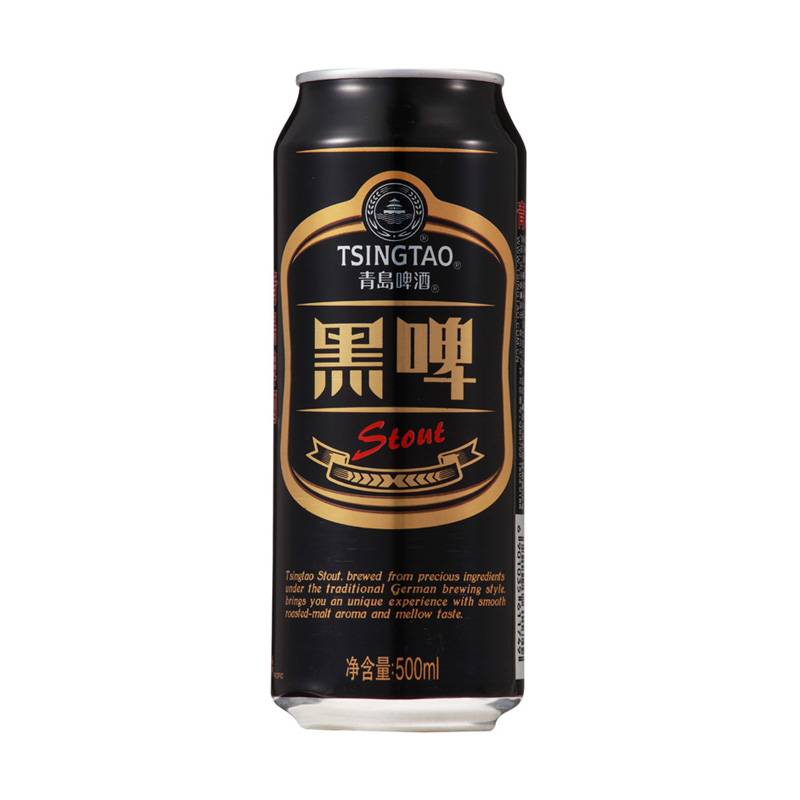 TSINGTAO
青島啤酒
黑啤
Stout
Tsingtao Stout, brewed from precious ingredients
under the traditional German brewing style,
brings you an unique experience with smooth
roasted-malt aroma and mellow taste.
净含量:500ml